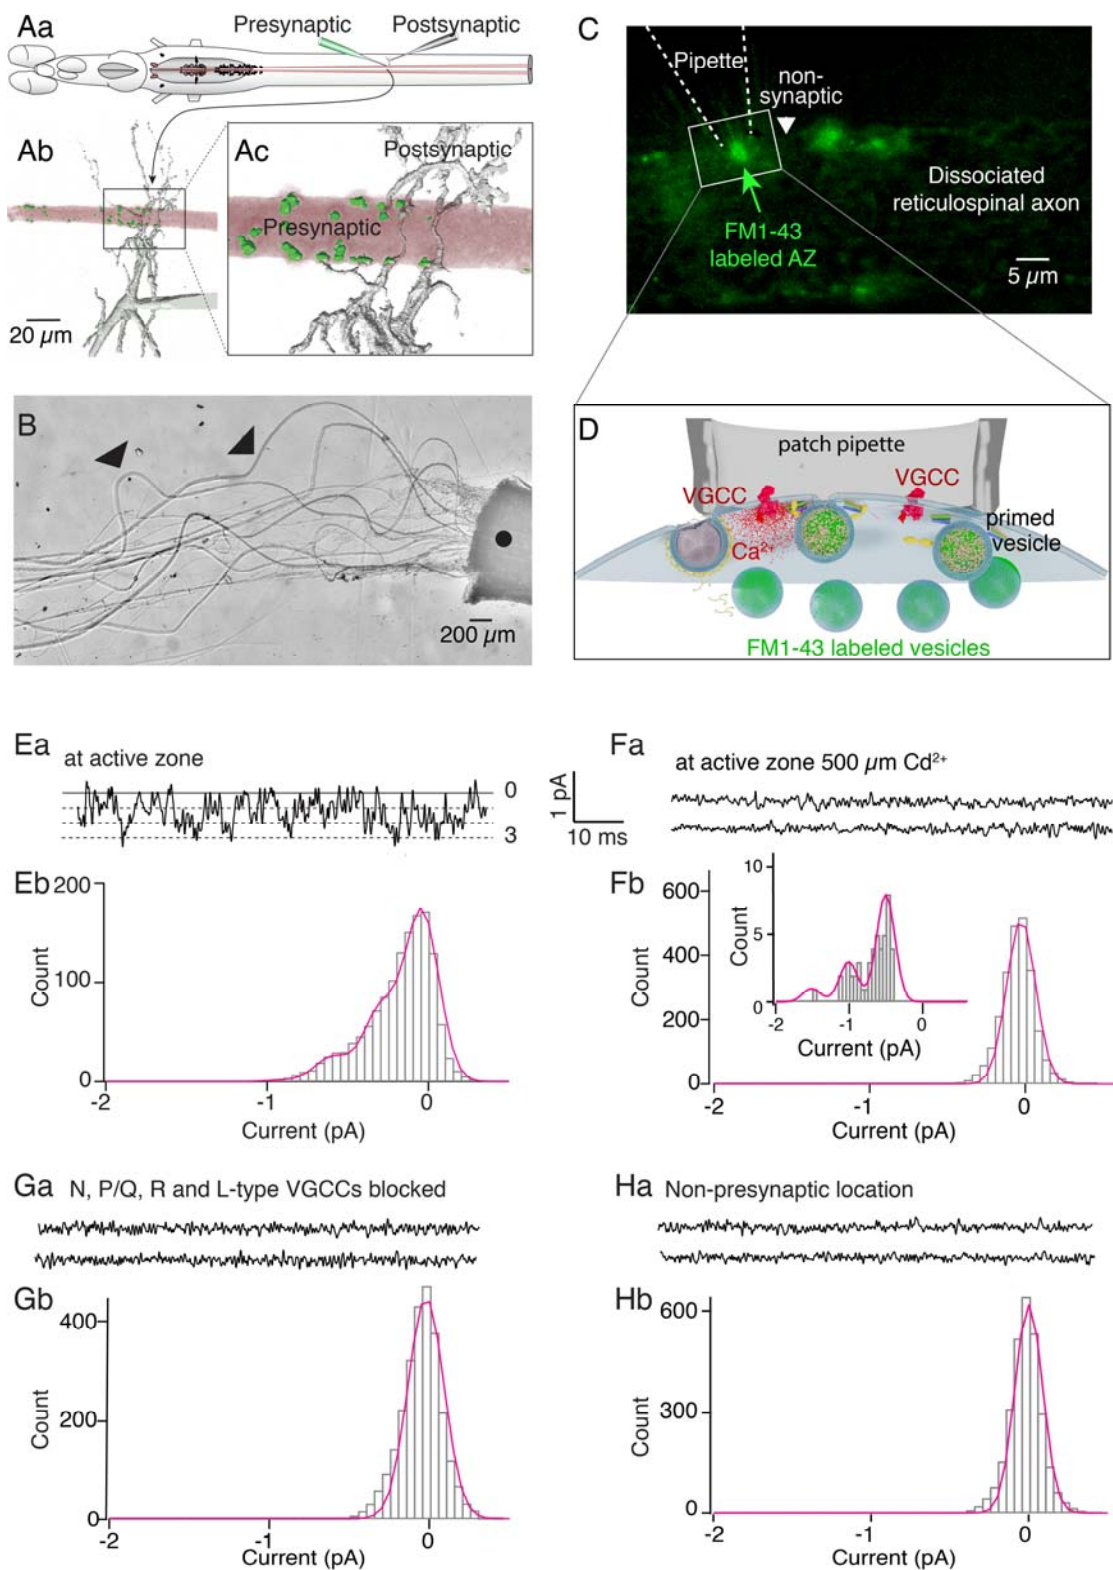 Aa
Presynaptic
Postsynaptic
Ab
20 µm
Ac
Postsynaptic
Presynaptic
B
200 µm
C
Pipette
non-
synaptic
Dissociated
reticulospinal axon
FM1-43
labeled AZ
5 µm
D
patch pipette
VGCC
VGCC
Ca²⁺
primed
vesicle
FM1-43 labeled vesicles
Ea
at active zone
0
3
1 pA
10 ms
Fa
at active zone 500 µm Cd²⁺
Eb
200
100
0
Count
-2
-1
0
Current (pA)
Fb
600
400
200
0
Count
10
5
0
Count
-2
-1
0
Current (pA)
-2
-1
0
Current (pA)
Ga
N, P/Q, R and L-type VGCCs blocked
Ha
Non-presynaptic location
Gb
400
200
0
Count
-2
-1
0
Current (pA)
Hb
600
300
0
Count
-2
-1
0
Current (pA)